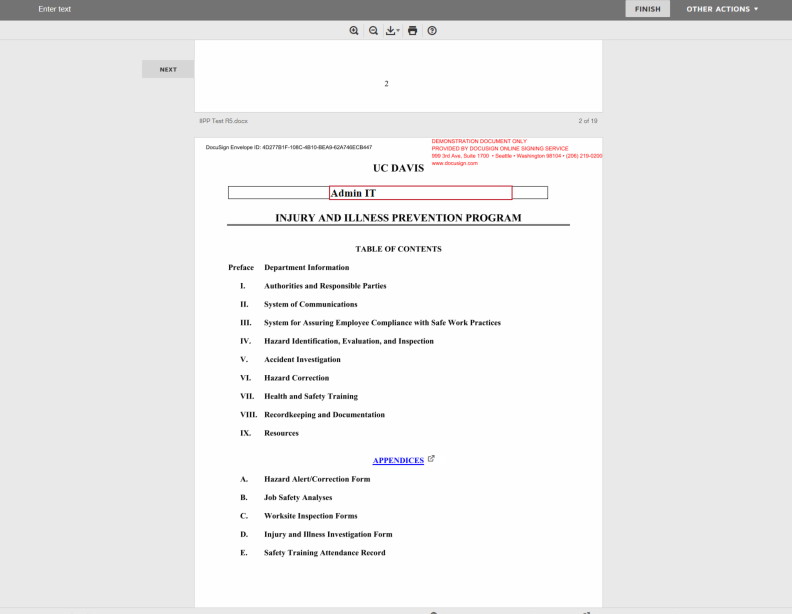 Enter text
FINISH
OTHER ACTIONS
NEXT
2
IIPP Test R5.docx
2 of 19
DocuSign Envelope ID: 4D277B1F-108C-4B10-BEA9-62A746ECB447
DEMONSTRATION DOCUMENT ONLY
PROVIDED BY DOCUSIGN ONLINE SIGNING SERVICE
999 3rd Ave, Suite 1700 • Seattle • Washington 98104 • (206) 219-0200
www.docusign.com
UC DAVIS
Admin IT
INJURY AND ILLNESS PREVENTION PROGRAM
TABLE OF CONTENTS
Preface Department Information
I. Authorities and Responsible Parties
II. System of Communications
III. System for Assuring Employee Compliance with Safe Work Practices
IV. Hazard Identification, Evaluation, and Inspection
V. Accident Investigation
VI. Hazard Correction
VII. Health and Safety Training
VIII. Recordkeeping and Documentation
IX. Resources
APPENDICES
A. Hazard Alert/Correction Form
B. Job Safety Analyses
C. Worksite Inspection Forms
D. Injury and Illness Investigation Form
E. Safety Training Attendance Record